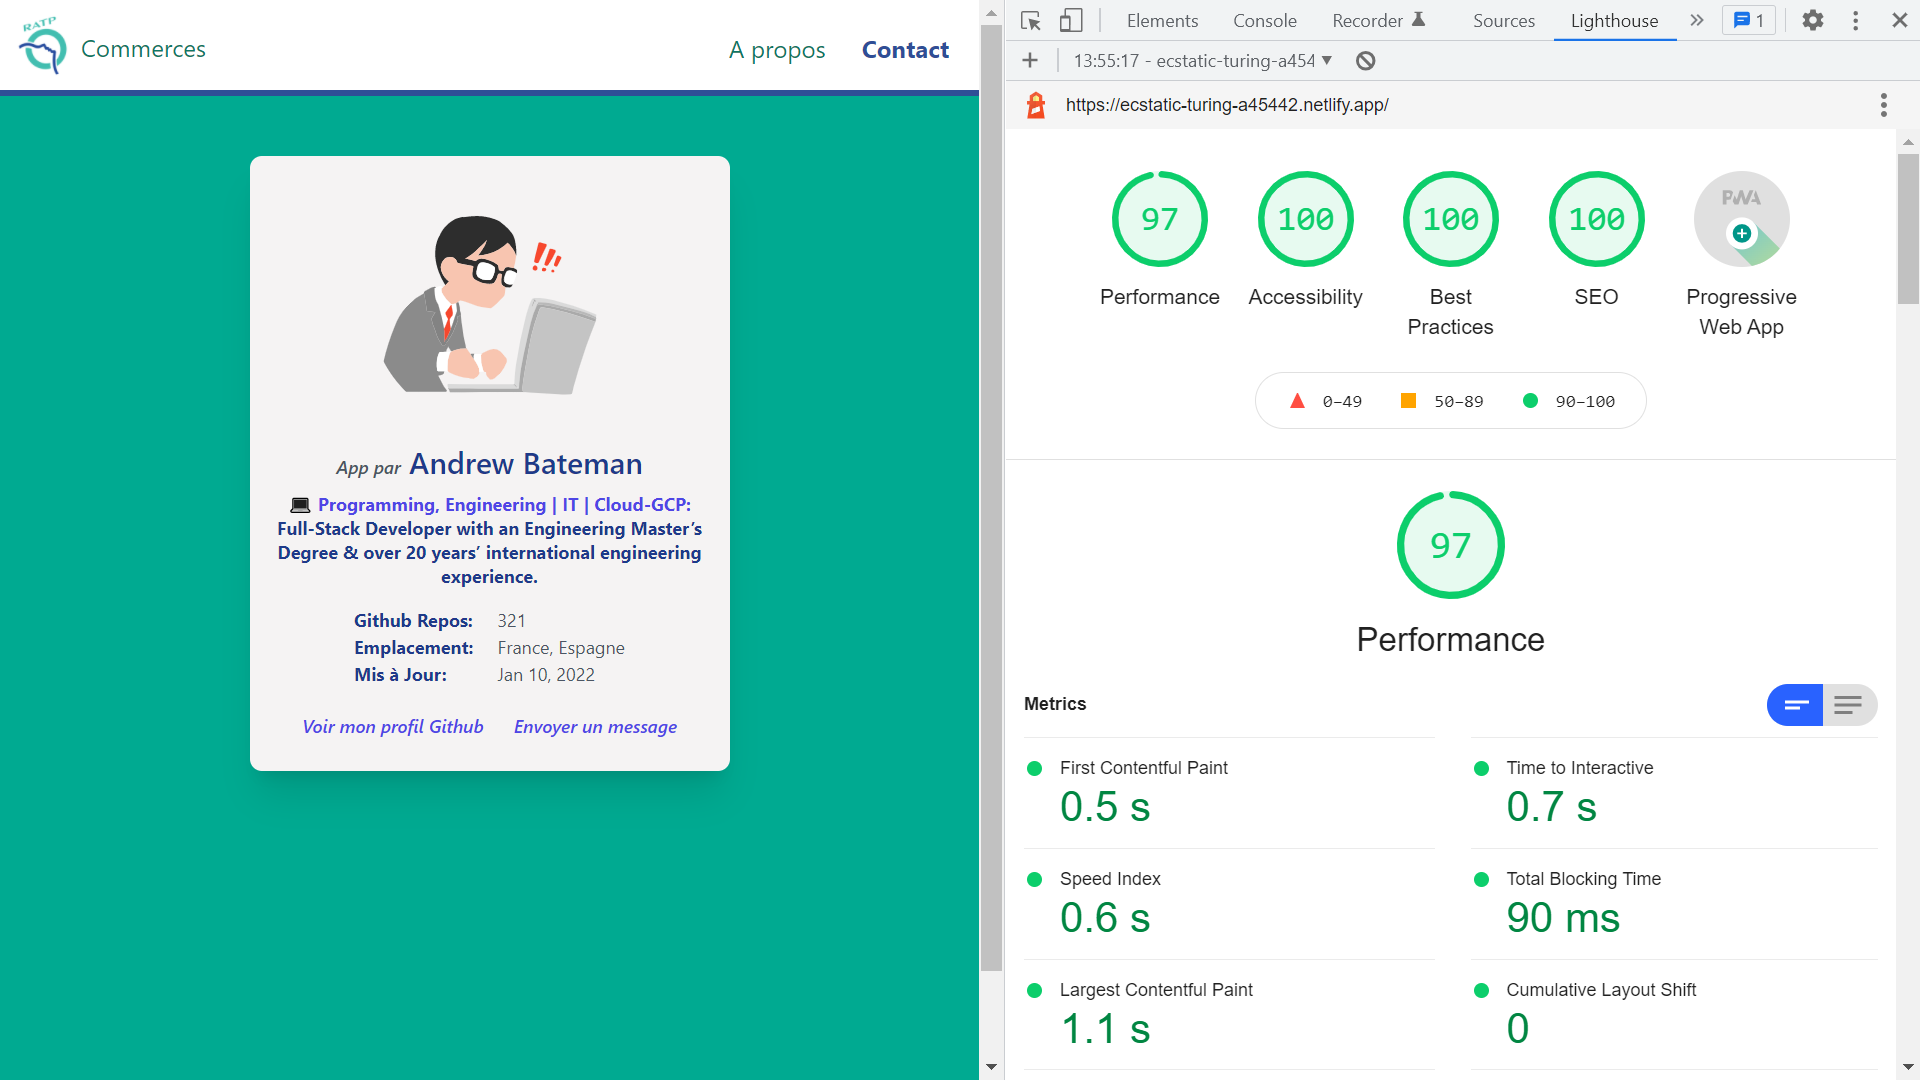 RATP
Commerces
A propos
Contact
App par Andrew Bateman
Programming, Engineering | IT | Cloud-GCP:
Full-Stack Developer with an Engineering Master’s
Degree & over 20 years’ international engineering
experience.
Github Repos: 321
Emplacement: France, Espagne
Mis à Jour: Jan 10, 2022
Voir mon profil Github Envoyer un message
Elements Console Recorder Sources Lighthouse 1
13:55:17 - ecstatic-turing-a454
https://ecstatic-turing-a45442.netlify.app/
97 100 100 100 PWA
Performance Accessibility Best Practices SEO Progressive Web App
0–49 50–89 90–100
97
Performance
Metrics
First Contentful Paint
0.5 s
Time to Interactive
0.7 s
Speed Index
0.6 s
Total Blocking Time
90 ms
Largest Contentful Paint
1.1 s
Cumulative Layout Shift
0